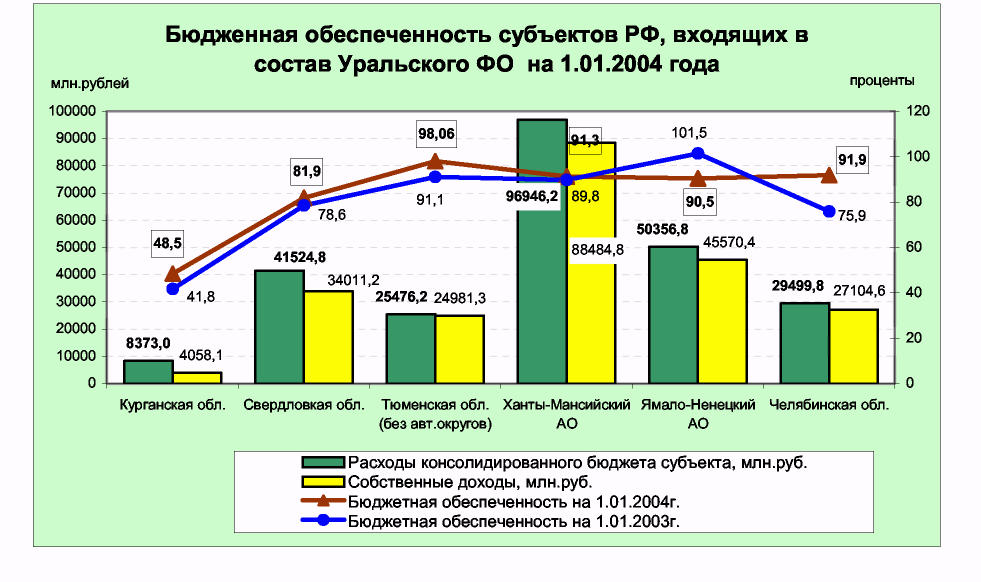 Бюдженная обеспеченность субъектов РФ, входящих в
состав Уральского ФО на 1.01.2004 года
млн.рублей
проценты
100000
90000
80000
70000
60000
50000
40000
30000
20000
10000
0
120
100
80
60
40
20
0
48,5
41,8
8373,0
4058,1
81,9
78,6
41524,8
34011,2
98,06
91,1
25476,2
24981,3
91,3
96946,2
89,8
88484,8
101,5
90,5
50356,8
45570,4
91,9
75,9
29499,8
27104,6
Курганская обл.
Свердловкая обл.
Тюменская обл.
(без авт.округов)
Ханты-Мансийский
АО
Ямало-Ненецкий
АО
Челябинская обл.
Расходы консолидированного бюджета субъекта, млн.руб.
Собственные доходы, млн.руб.
Бюджетная обеспеченность на 1.01.2004г.
Бюджетная обеспеченность на 1.01.2003г.